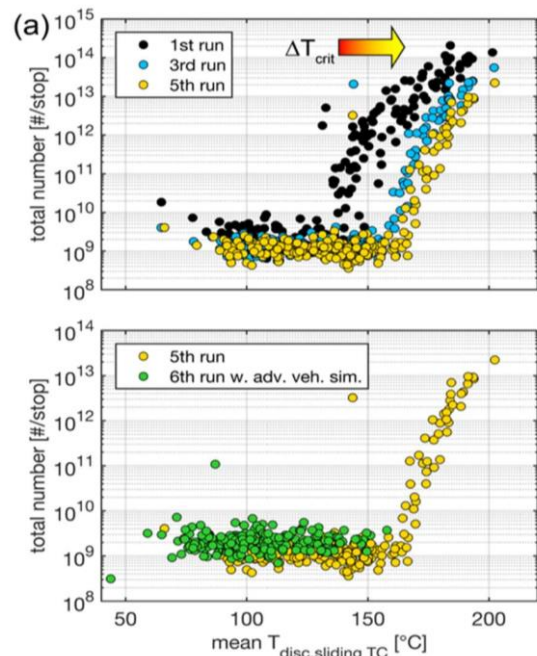 (a)
10^15
10^14
10^13
10^12
10^11
10^10
10^9
10^8
total number [#/stop]
1st run
3rd run
5th run
ΔT_crit
10^14
10^13
10^12
10^11
10^10
10^9
10^8
total number [#/stop]
5th run
6th run w. adv. veh. sim.
50 100 150 200
mean T_disc sliding TC [°C]